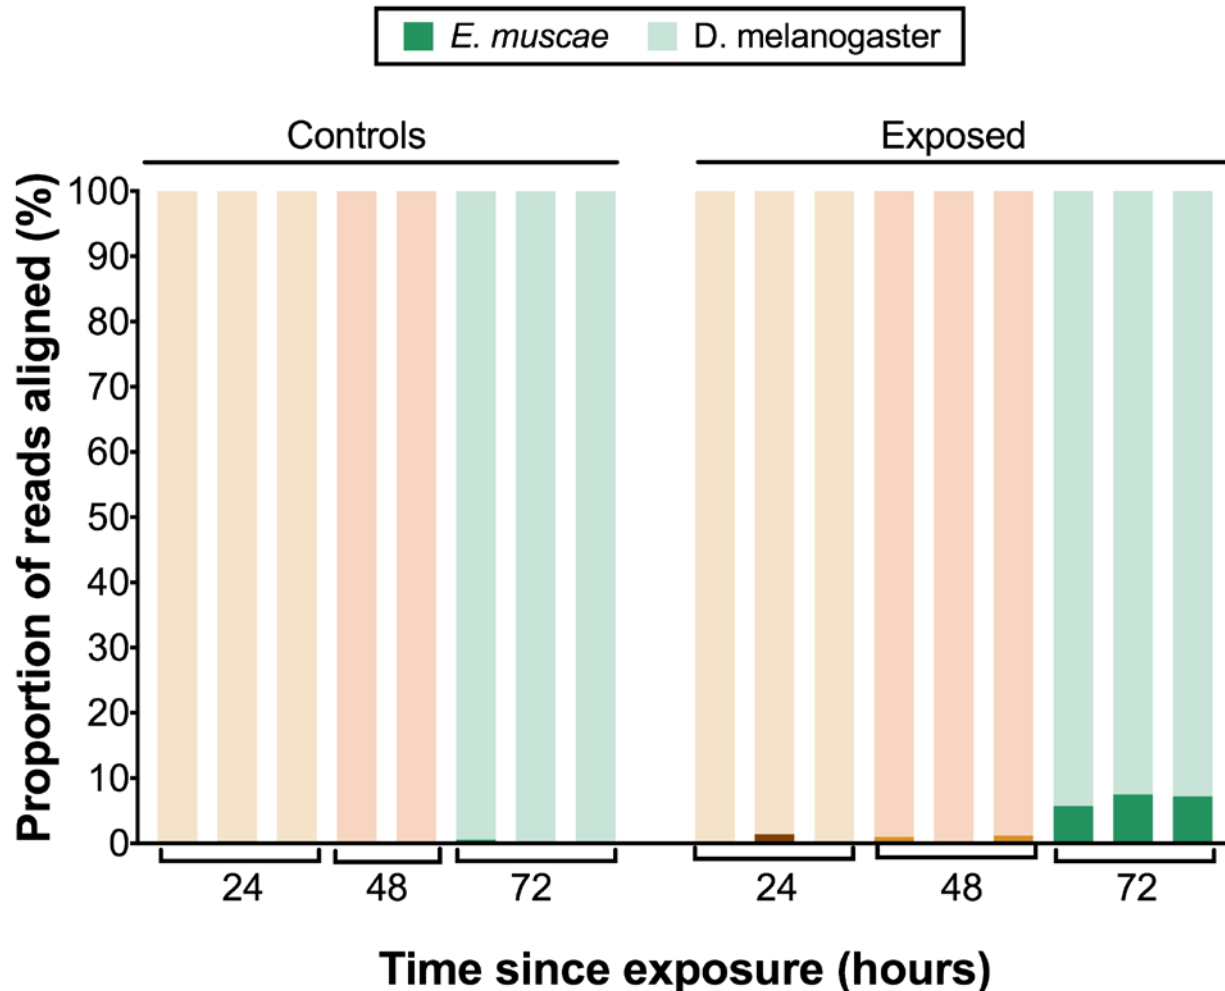 E. muscae D. melanogaster
Controls Exposed
Proportion of reads aligned (%)
100
90
80
70
60
50
40
30
20
10
0
24 48 72 24 48 72
Time since exposure (hours)